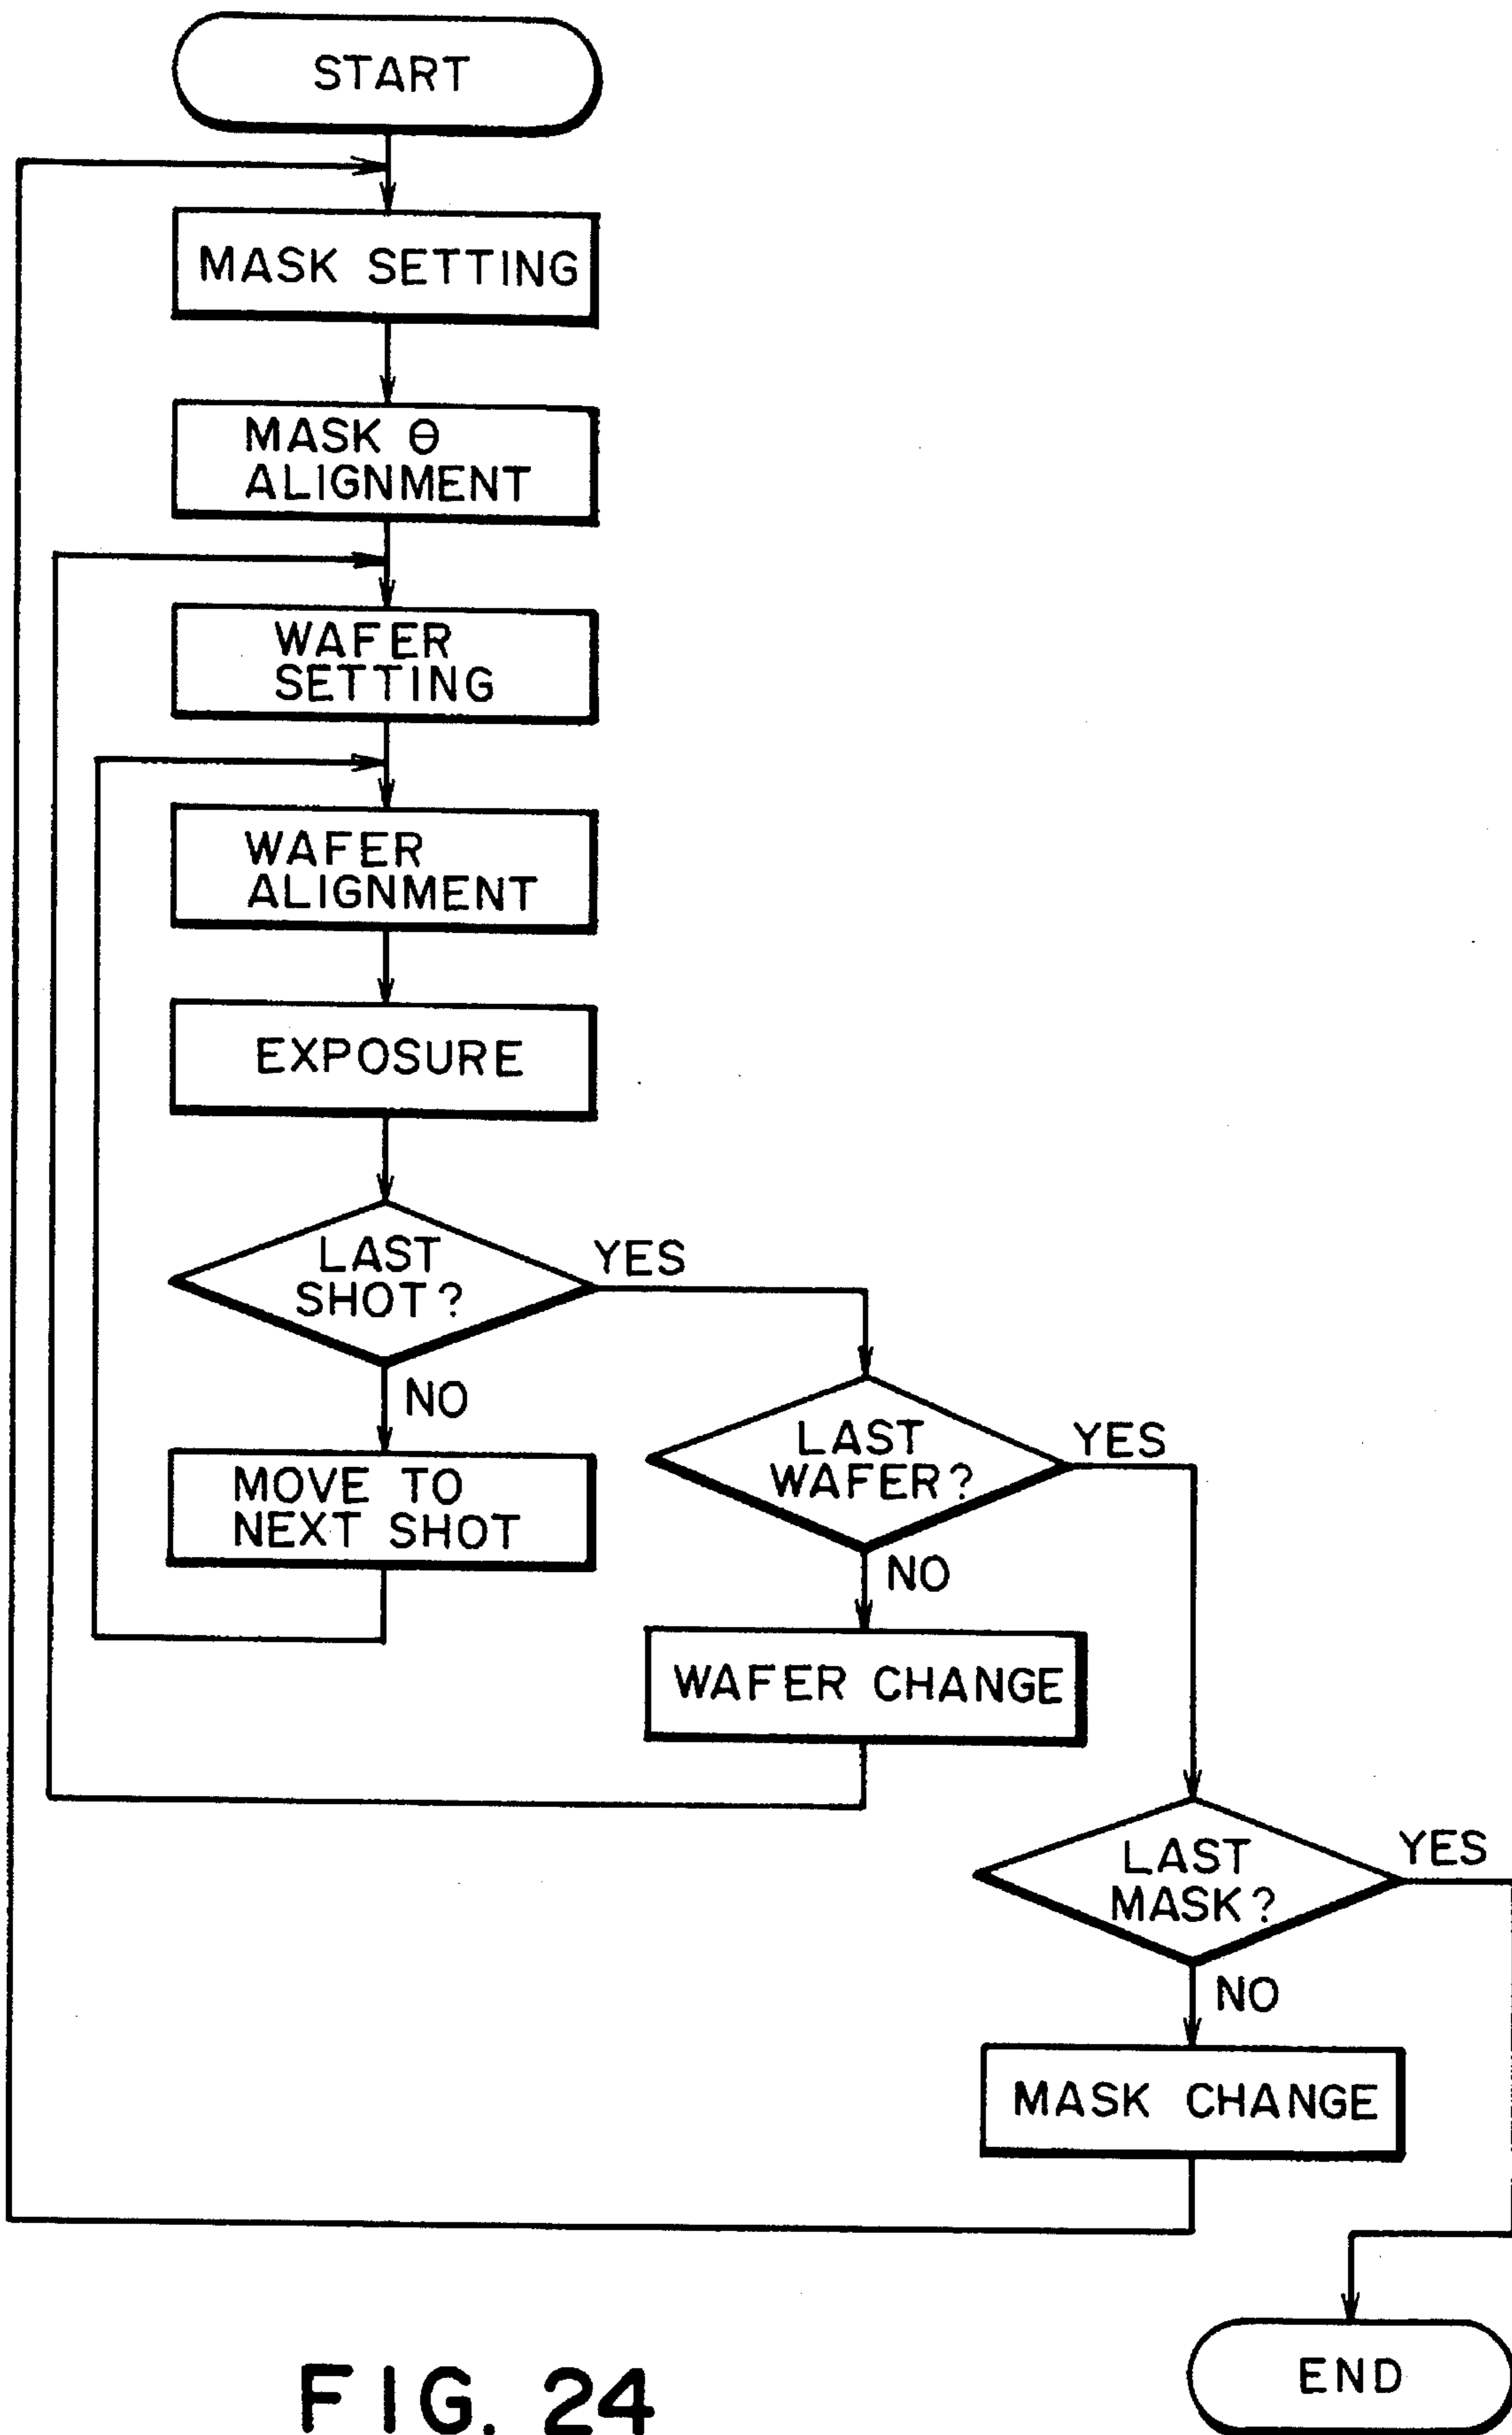 START
MASK SETTING
MASK Θ
ALIGNMENT
WAFER
SETTING
WAFER
ALIGNMENT
EXPOSURE
LAST
SHOT?
YES
NO
MOVE TO
NEXT SHOT
LAST
WAFER?
YES
NO
WAFER CHANGE
LAST
MASK?
YES
NO
MASK CHANGE
END
FIG. 24